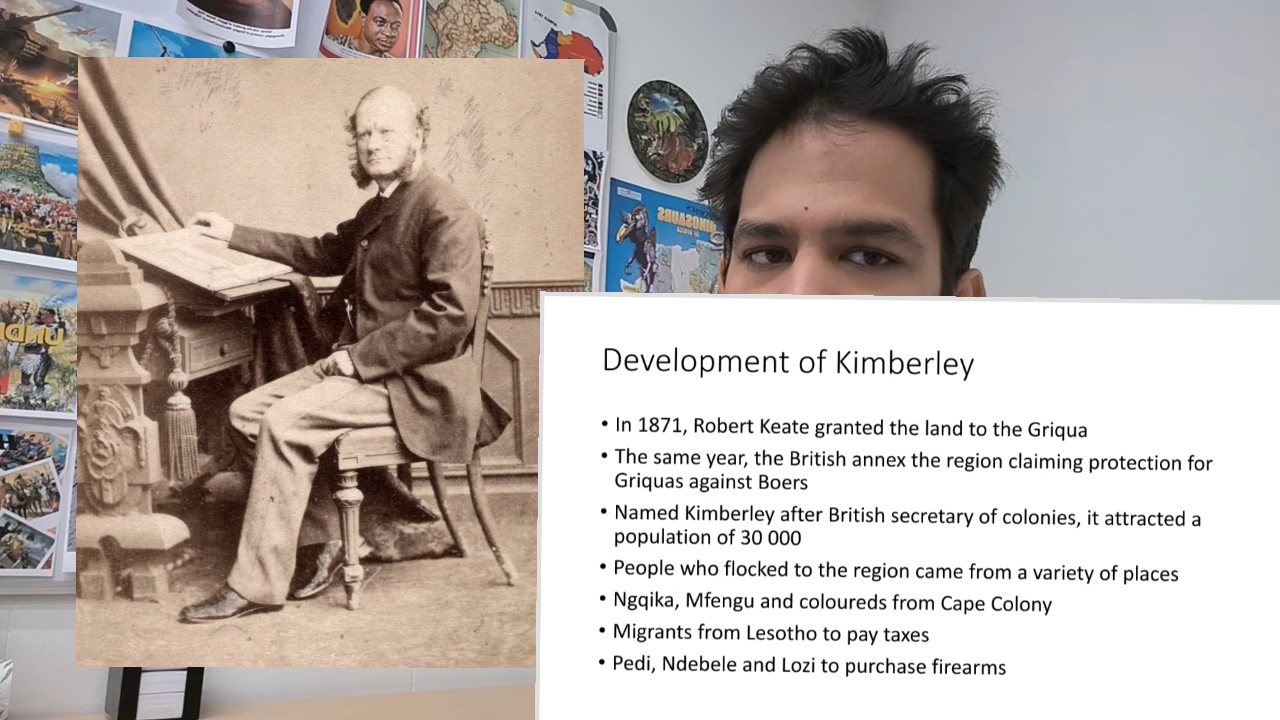 DINOSAURS
Development of Kimberley
• In 1871, Robert Keate granted the land to the Griqua
• The same year, the British annex the region claiming protection for
Griquas against Boers
• Named Kimberley after British secretary of colonies, it attracted a
population of 30 000
• People who flocked to the region came from a variety of places
• Ngqika, Mfengu and coloureds from Cape Colony
• Migrants from Lesotho to pay taxes
• Pedi, Ndebele and Lozi to purchase firearms